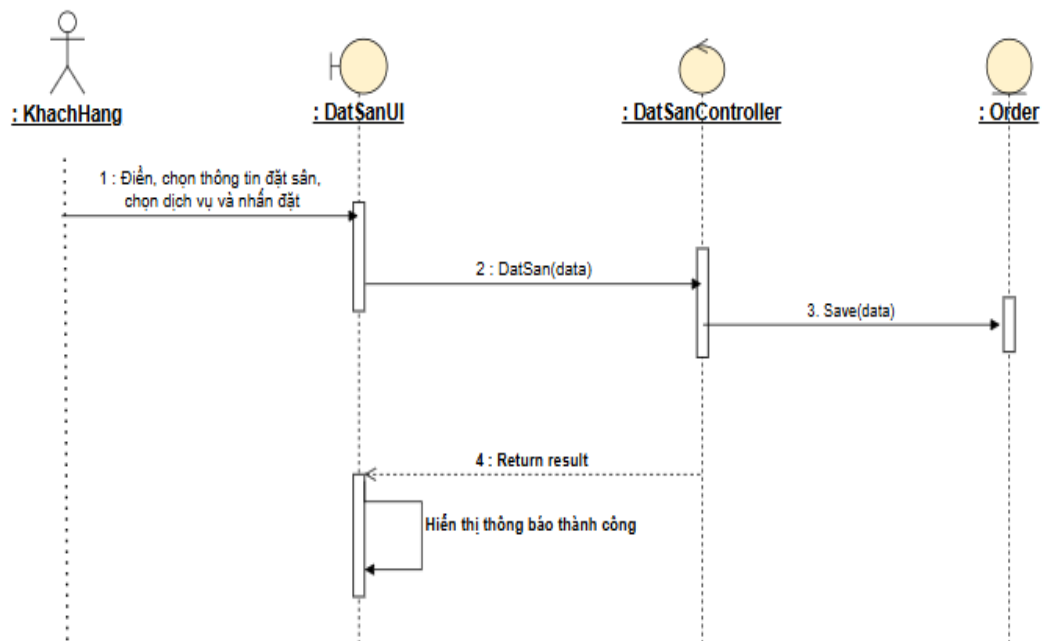 : KhachHang
: DatSanUI
: DatSanController
: Order
1 : Điền, chọn thông tin đặt sân,
chọn dịch vụ và nhấn đặt
2 : DatSan(data)
3. Save(data)
4 : Return result
Hiển thị thông báo thành công